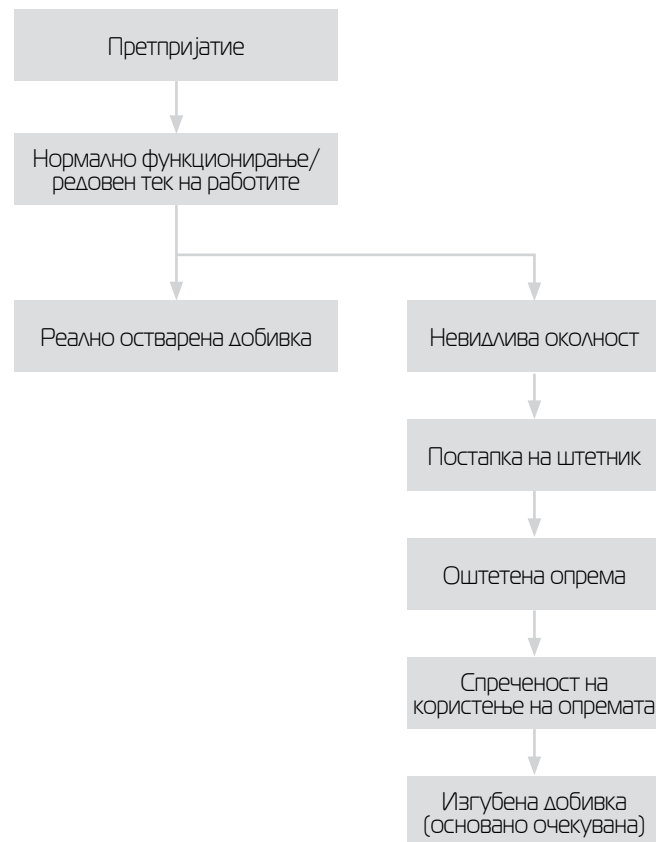 Претпријатие
Нормално функционирање/
редовен тек на работите
Реално остварена добивка
Невидлива околност
Постапка на штетник
Оштетена опрема
Спреченост на
користење на опремата
Изгубена добивка
(основано очекувана)